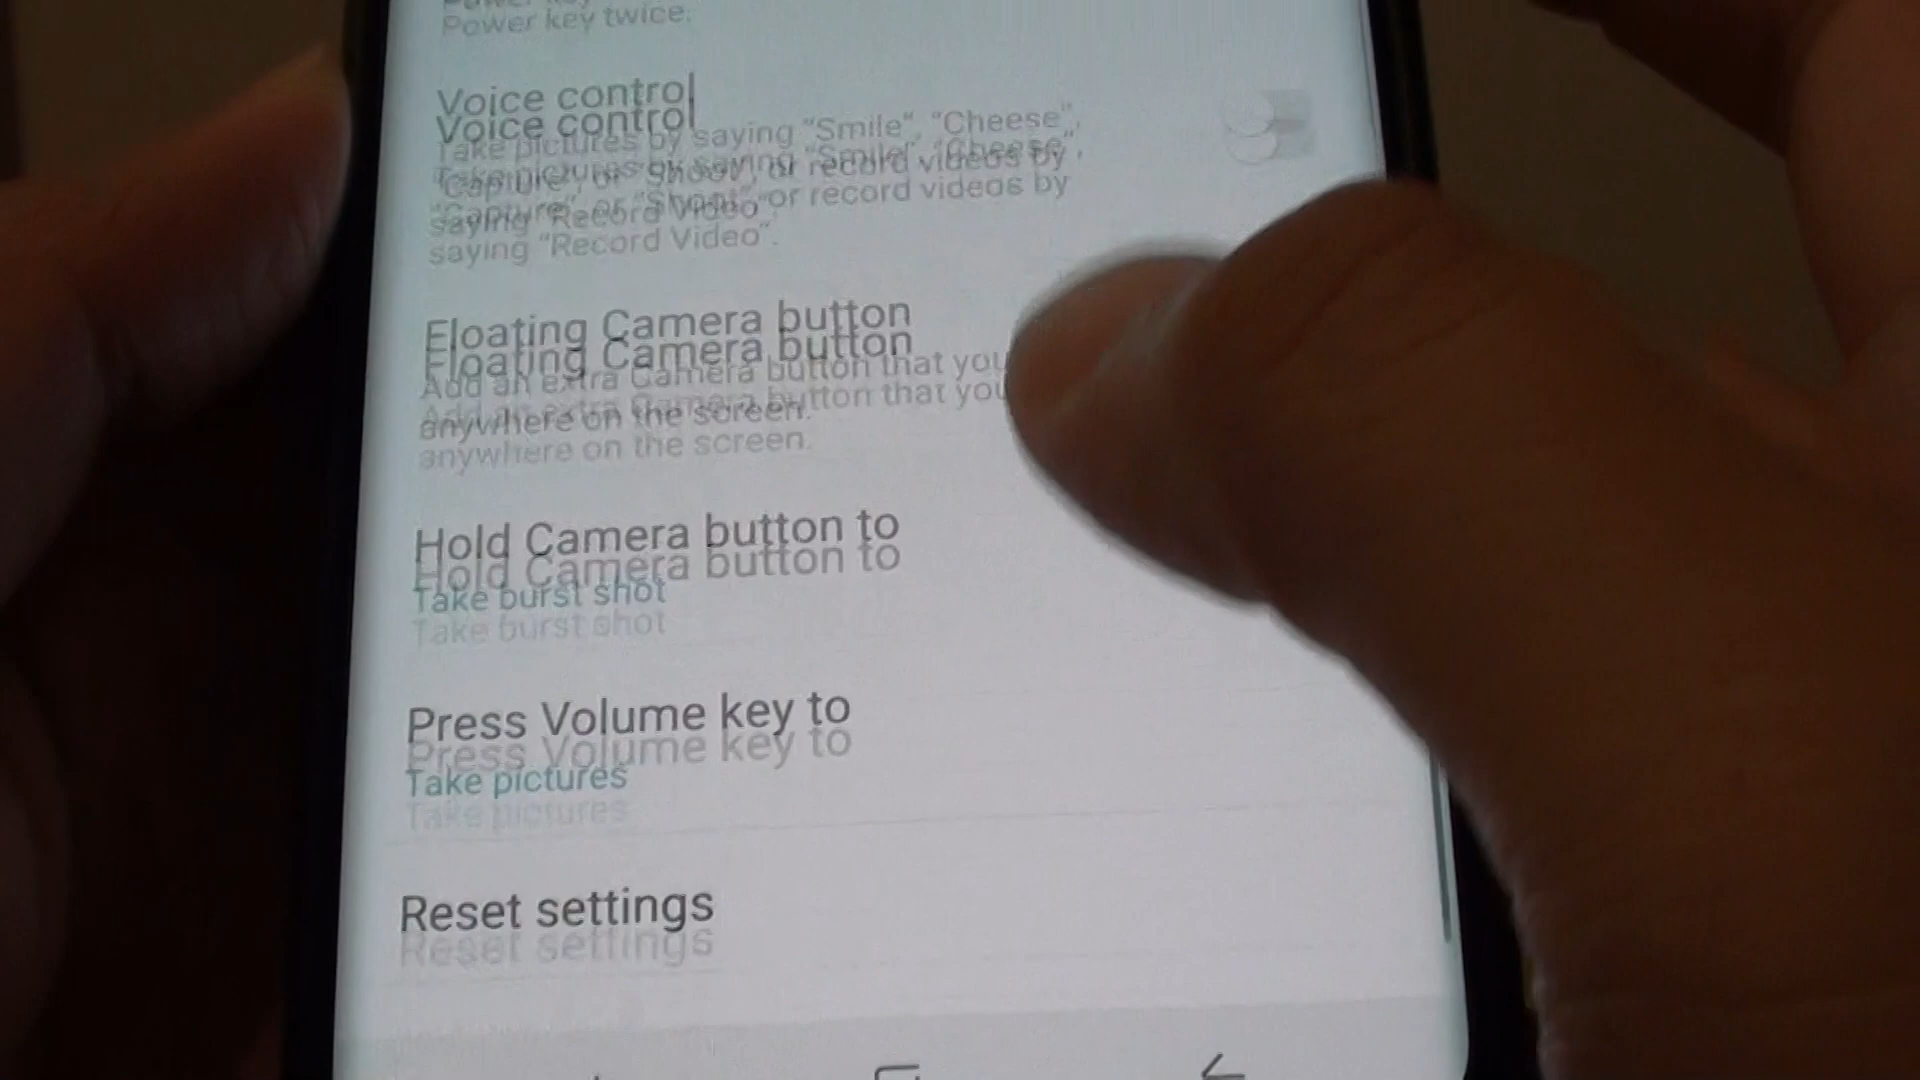 Power key twice.
Voice control
Take pictures by saying “Smile”, “Cheese”,
“Capture”, or “Shoot”, or record videos by
saying “Record Video”.
Floating Camera button
Add an extra Camera button that you
anywhere on the screen.
Hold Camera button to
Take burst shot
Press Volume key to
Take pictures
Reset settings